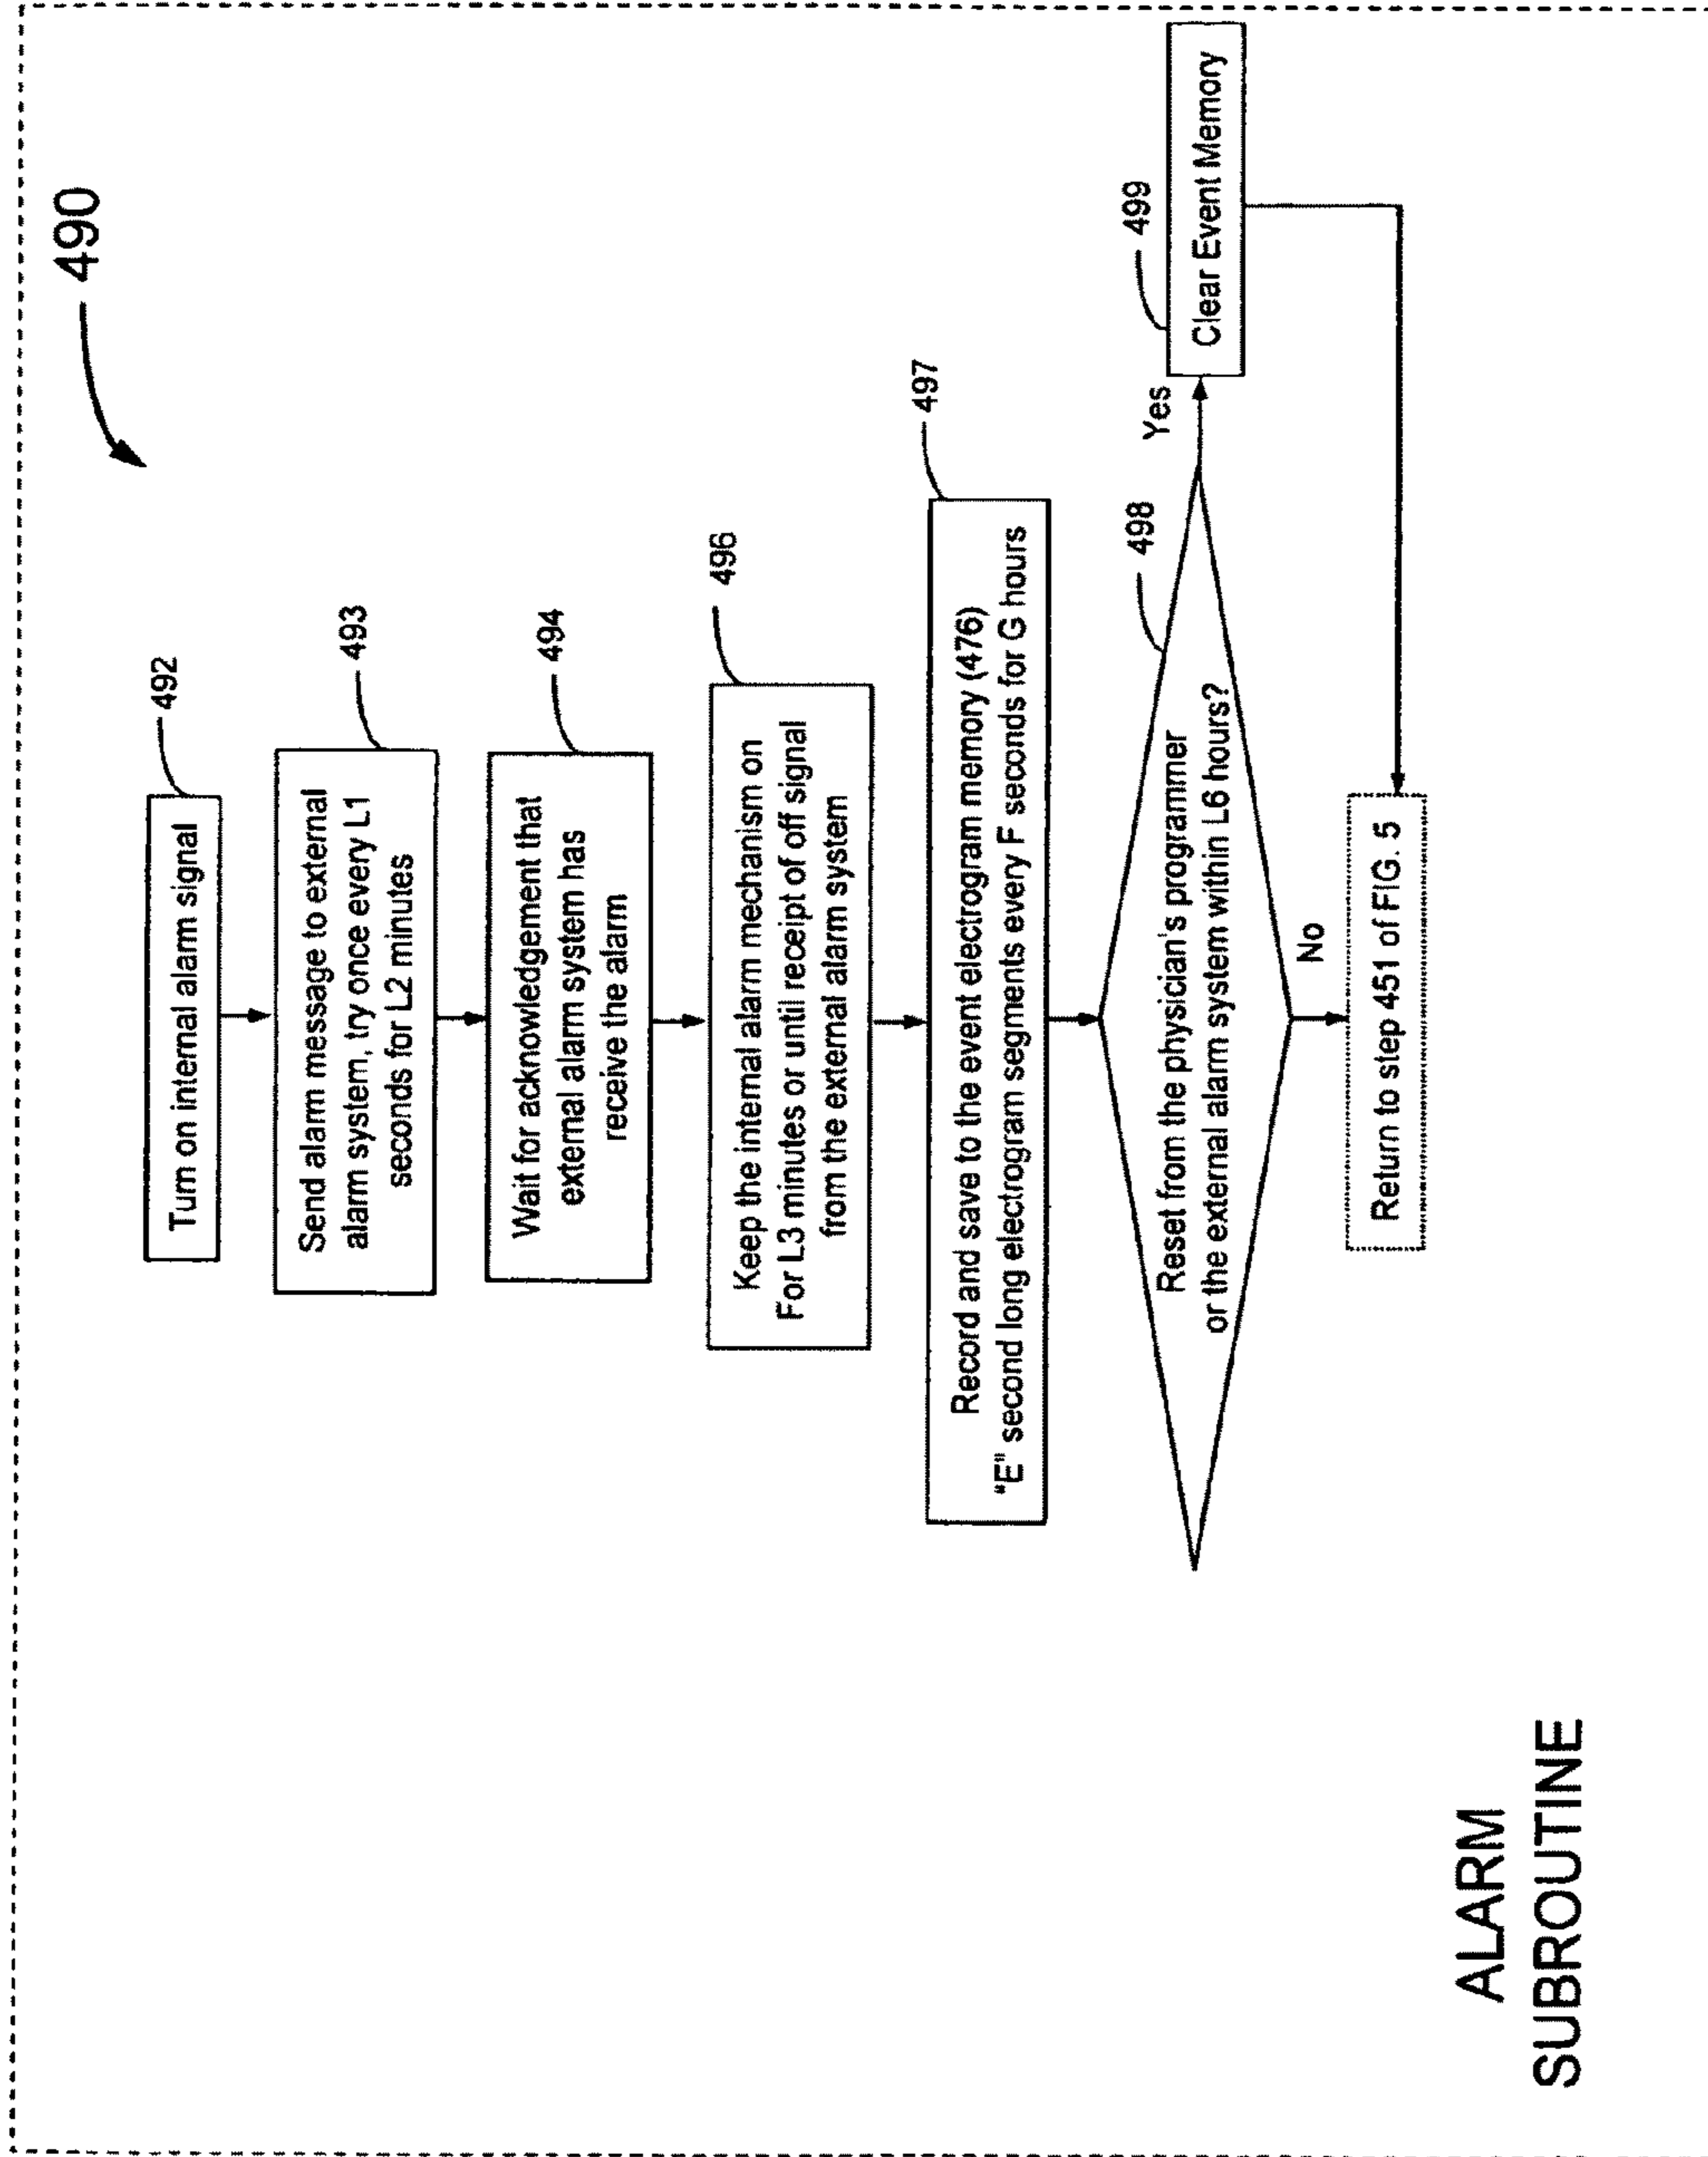 490
492
Turn on internal alarm signal
493
Send alarm message to external
alarm system, try once every L1
seconds for L2 minutes
494
Wait for acknowledgement that
external alarm system has
receive the alarm
496
Keep the internal alarm mechanism on
For L3 minutes or until receipt of off signal
from the external alarm system
497
Record and save to the event electrogram memory (476)
"E" second long electrogram segments every F seconds for G hours
498
Reset from the physician's programmer
or the external alarm system within L6 hours?
Yes
499
Clear Event Memory
No
Return to step 451 of FIG. 5
ALARM
SUBROUTINE